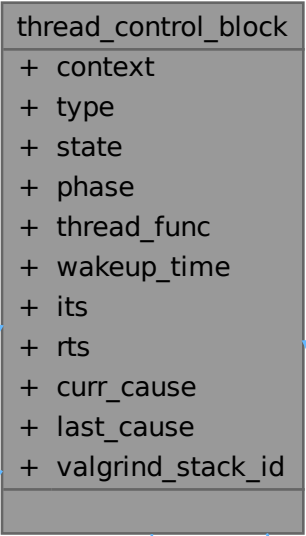 thread_control_block
+ context
+ type
+ state
+ phase
+ thread_func
+ wakeup_time
+ its
+ rts
+ curr_cause
+ last_cause
+ valgrind_stack_id